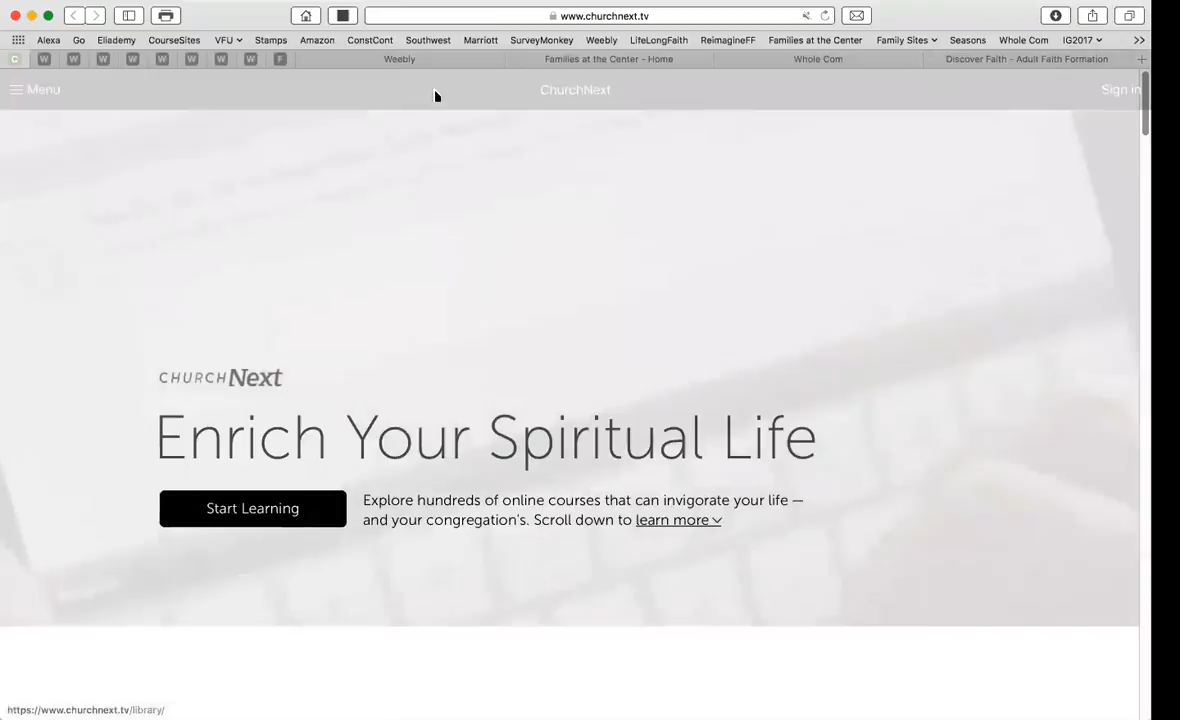 www.churchnext.tv
Alexa Go Eliademy CourseSites VFU Stamps Amazon ConstCont Southwest Marriott SurveyMonkey Weebly LifeLongFaith ReimagineFF Families at the Center Family Sites Seasons Whole Com IG2017 >>
C W W W W W W W W F Weebly Families at the Center - Home Whole Com Discover Faith - Adult Faith Formation +
Menu ChurchNext Sign in
CHURCHNext
Enrich Your Spiritual Life
Start Learning
Explore hundreds of online courses that can invigorate your life —
and your congregation's. Scroll down to learn more
https://www.churchnext.tv/library/